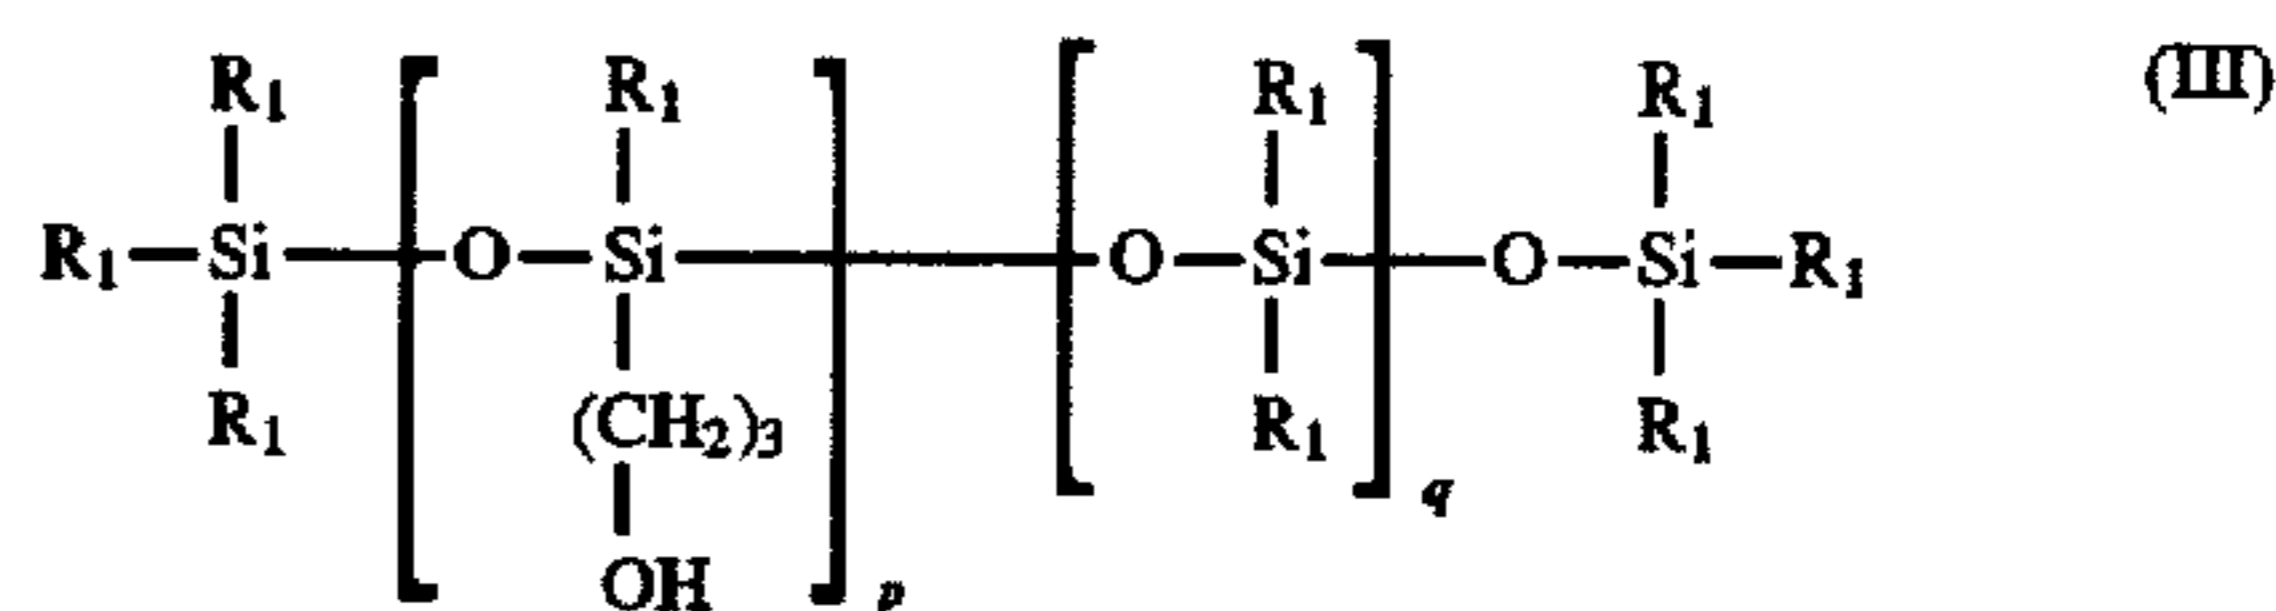 R1 R1 R1 R1 (III)
R1—Si—[O—Si—]—[O—Si—]—O—Si—R1
R1 (CH2)3 R1 R1
q
OH p